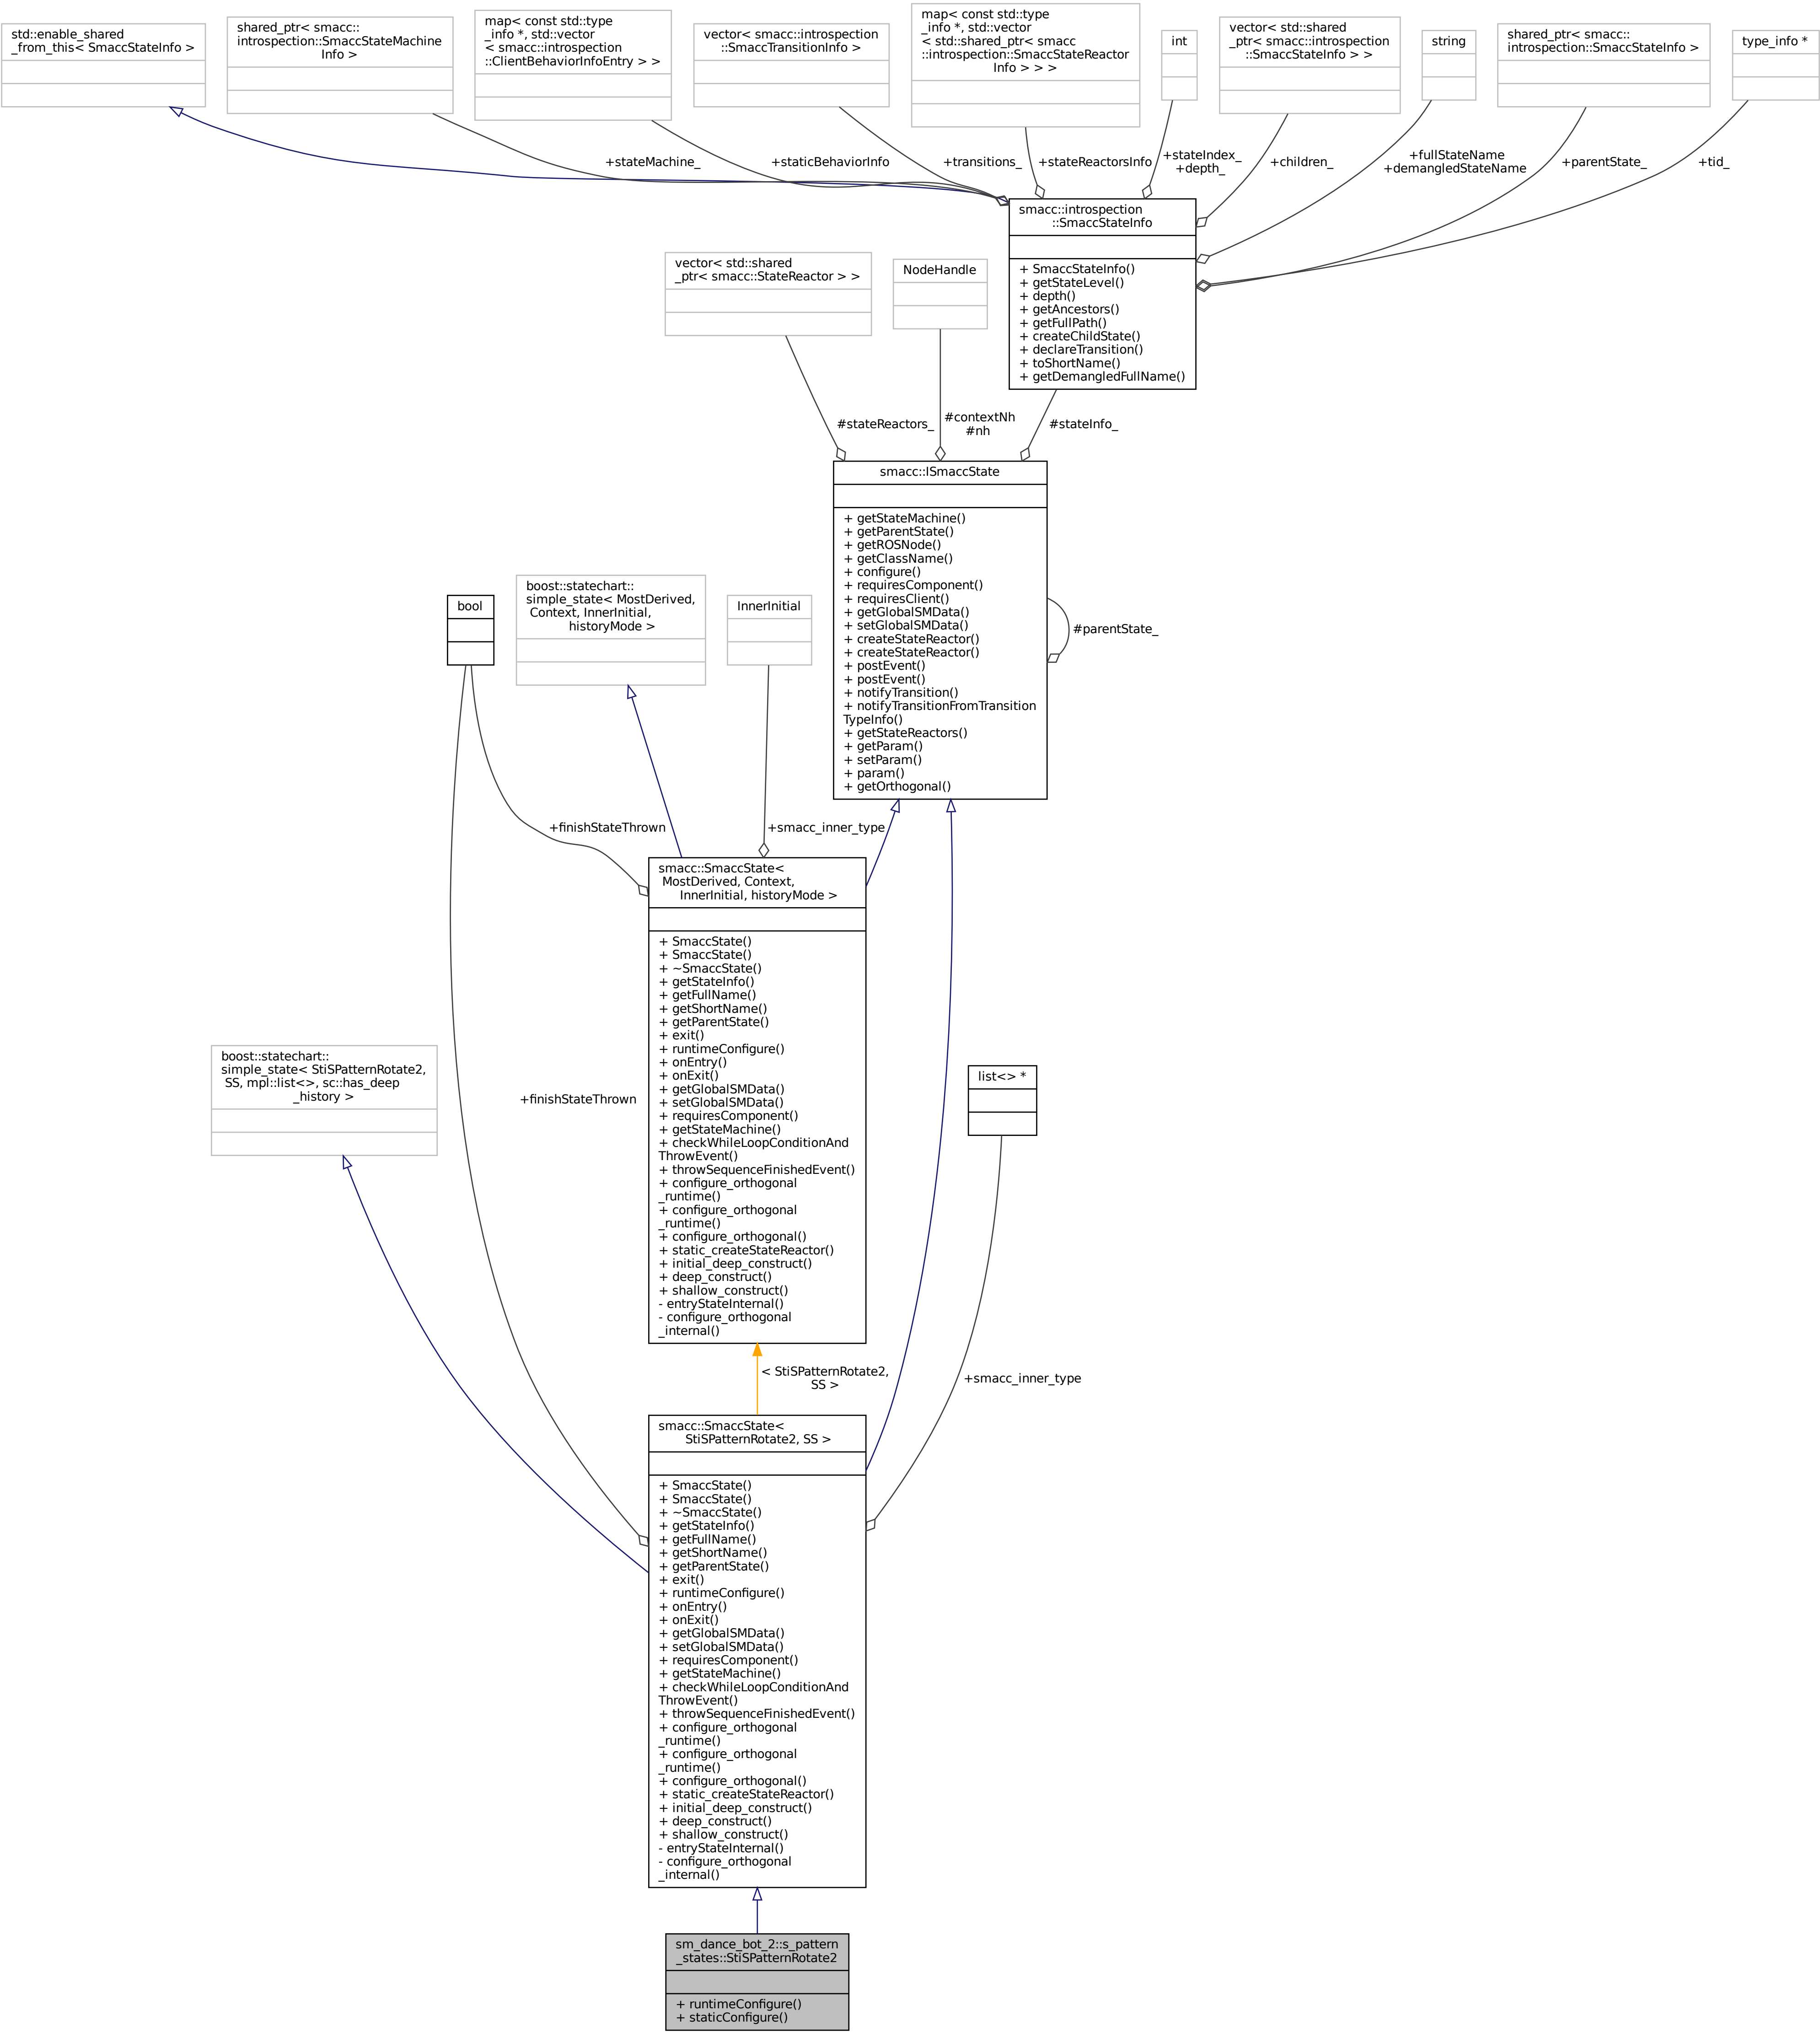 std::enable_shared
_from_this< SmaccStateInfo >
shared_ptr< smacc::
introspection::SmaccStateMachine
Info >
map< const std::type
_info *, std::vector
< smacc::introspection
::ClientBehaviorInfoEntry > >
vector< smacc::introspection
::SmaccTransitionInfo >
map< const std::type
_info *, std::vector
< std::shared_ptr< smacc
::introspection::SmaccStateReactor
Info > > >
int
vector< std::shared
_ptr< smacc::introspection
::SmaccStateInfo > >
string
shared_ptr< smacc::
introspection::SmaccStateInfo >
type_info *
+stateMachine_
+staticBehaviorInfo
+transitions_
+stateReactorsInfo
+stateIndex_
+depth_
+children_
+fullStateName
+demangledStateName
+parentState_
+tid_
smacc::introspection
::SmaccStateInfo
+ SmaccStateInfo()
+ getStateLevel()
+ depth()
+ getAncestors()
+ getFullPath()
+ createChildState()
+ declareTransition()
+ toShortName()
+ getDemangledFullName()
vector< std::shared
_ptr< smacc::StateReactor > >
NodeHandle
#stateReactors_
#contextNh
#nh
#stateInfo_
smacc::ISmaccState
+ getStateMachine()
+ getParentState()
+ getROSNode()
+ getClassName()
+ configure()
+ requiresComponent()
+ requiresClient()
+ getGlobalSMData()
+ setGlobalSMData()
+ createStateReactor()
+ createStateReactor()
+ postEvent()
+ postEvent()
+ notifyTransition()
+ notifyTransitionFromTransition
TypeInfo()
+ getStateReactors()
+ getParam()
+ setParam()
+ param()
+ getOrthogonal()
#parentState_
bool
boost::statechart::
simple_state< MostDerived,
Context, InnerInitial,
historyMode >
InnerInitial
+finishStateThrown
+smacc_inner_type
smacc::SmaccState<
MostDerived, Context,
InnerInitial, historyMode >
+ SmaccState()
+ SmaccState()
+ ~SmaccState()
+ getStateInfo()
+ getFullName()
+ getShortName()
+ getParentState()
+ exit()
+ runtimeConfigure()
+ onEntry()
+ onExit()
+ getGlobalSMData()
+ setGlobalSMData()
+ requiresComponent()
+ getStateMachine()
+ checkWhileLoopConditionAnd
ThrowEvent()
+ throwSequenceFinishedEvent()
+ configure_orthogonal
_runtime()
+ configure_orthogonal
_runtime()
+ configure_orthogonal()
+ static_createStateReactor()
+ initial_deep_construct()
+ deep_construct()
+ shallow_construct()
- entryStateInternal()
- configure_orthogonal
_internal()
boost::statechart::
simple_state< StiSPatternRotate2,
SS, mpl::list<>, sc::has_deep
_history >
+finishStateThrown
list<> *
< StiSPatternRotate2,
SS >
+smacc_inner_type
smacc::SmaccState<
StiSPatternRotate2, SS >
+ SmaccState()
+ SmaccState()
+ ~SmaccState()
+ getStateInfo()
+ getFullName()
+ getShortName()
+ getParentState()
+ exit()
+ runtimeConfigure()
+ onEntry()
+ onExit()
+ getGlobalSMData()
+ setGlobalSMData()
+ requiresComponent()
+ getStateMachine()
+ checkWhileLoopConditionAnd
ThrowEvent()
+ throwSequenceFinishedEvent()
+ configure_orthogonal
_runtime()
+ configure_orthogonal
_runtime()
+ configure_orthogonal()
+ static_createStateReactor()
+ initial_deep_construct()
+ deep_construct()
+ shallow_construct()
- entryStateInternal()
- configure_orthogonal
_internal()
sm_dance_bot_2::s_pattern
_states::StiSPatternRotate2
+ runtimeConfigure()
+ staticConfigure()